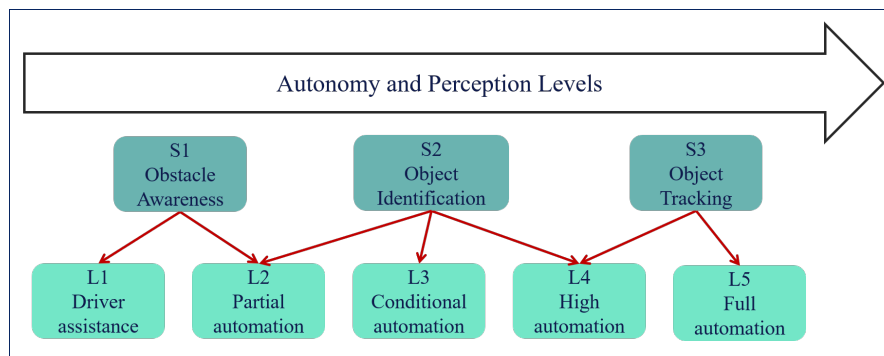 Autonomy and Perception Levels
S1
Obstacle
Awareness
S2
Object
Identification
S3
Object
Tracking
L1
Driver
assistance
L2
Partial
automation
L3
Conditional
automation
L4
High
automation
L5
Full
automation